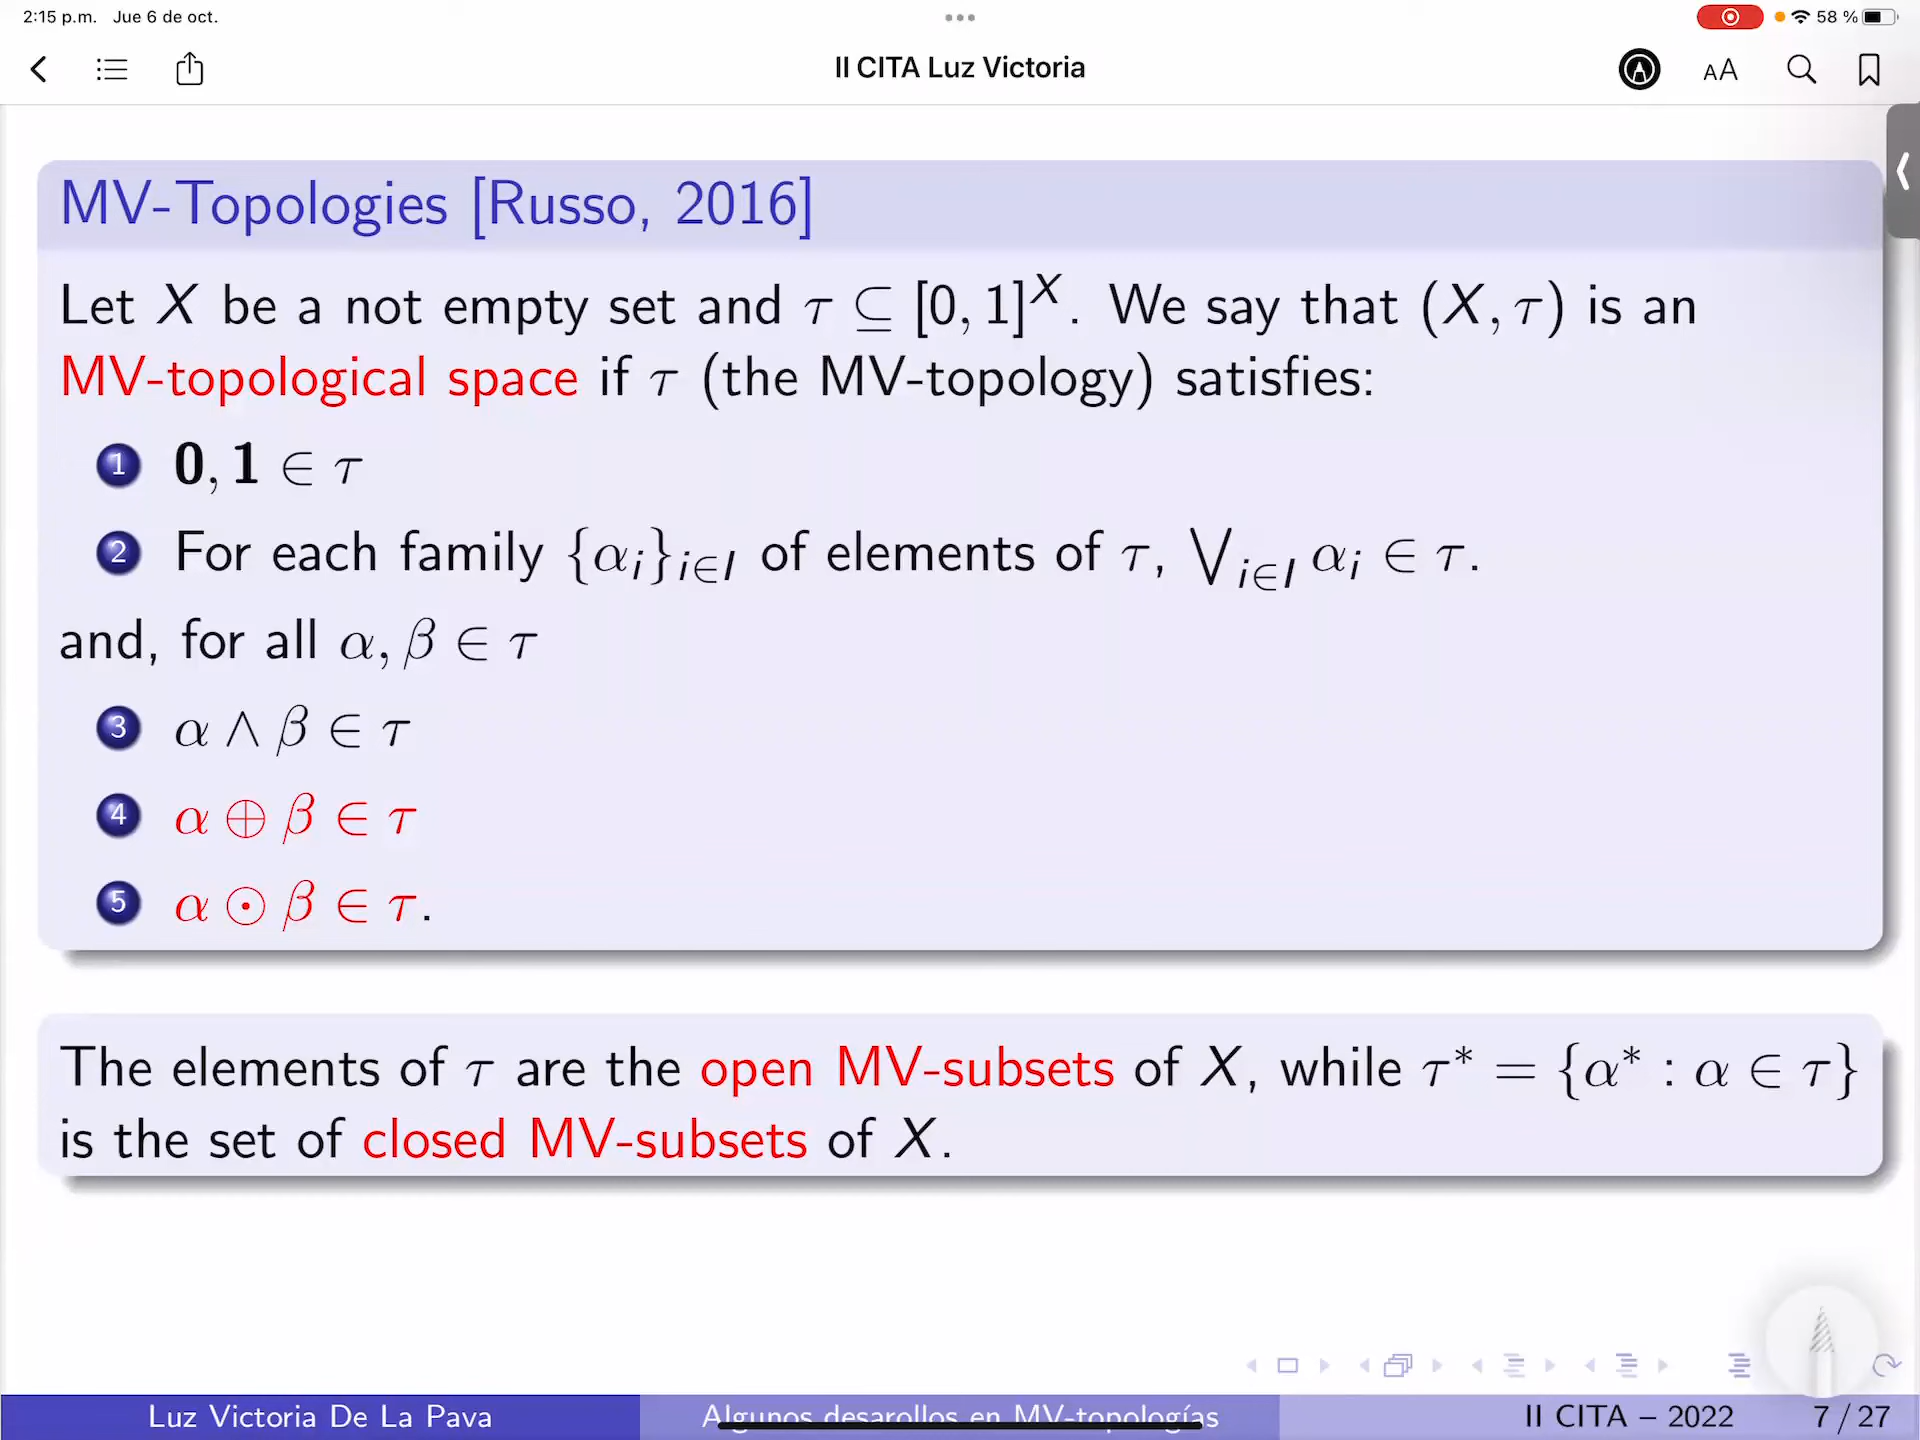 2:15 p.m. Jue 6 de oct.
58 %
II CITA Luz Victoria
AA
MV-Topologies [Russo, 2016]
Let X be a not empty set and τ ⊆ [0, 1]^X. We say that (X, τ) is an
MV-topological space if τ (the MV-topology) satisfies:
1 𝟎, 𝟏 ∈ τ
2 For each family {α_i}_{i∈I} of elements of τ, ⋁_{i∈I} α_i ∈ τ.
and, for all α, β ∈ τ
3 α ∧ β ∈ τ
4 α ⊕ β ∈ τ
5 α ⊙ β ∈ τ.
The elements of τ are the open MV-subsets of X, while τ* = {α* : α ∈ τ}
is the set of closed MV-subsets of X.
Luz Victoria De La Pava
Algunos desarollos en MV-topologías
II CITA – 2022
7 / 27